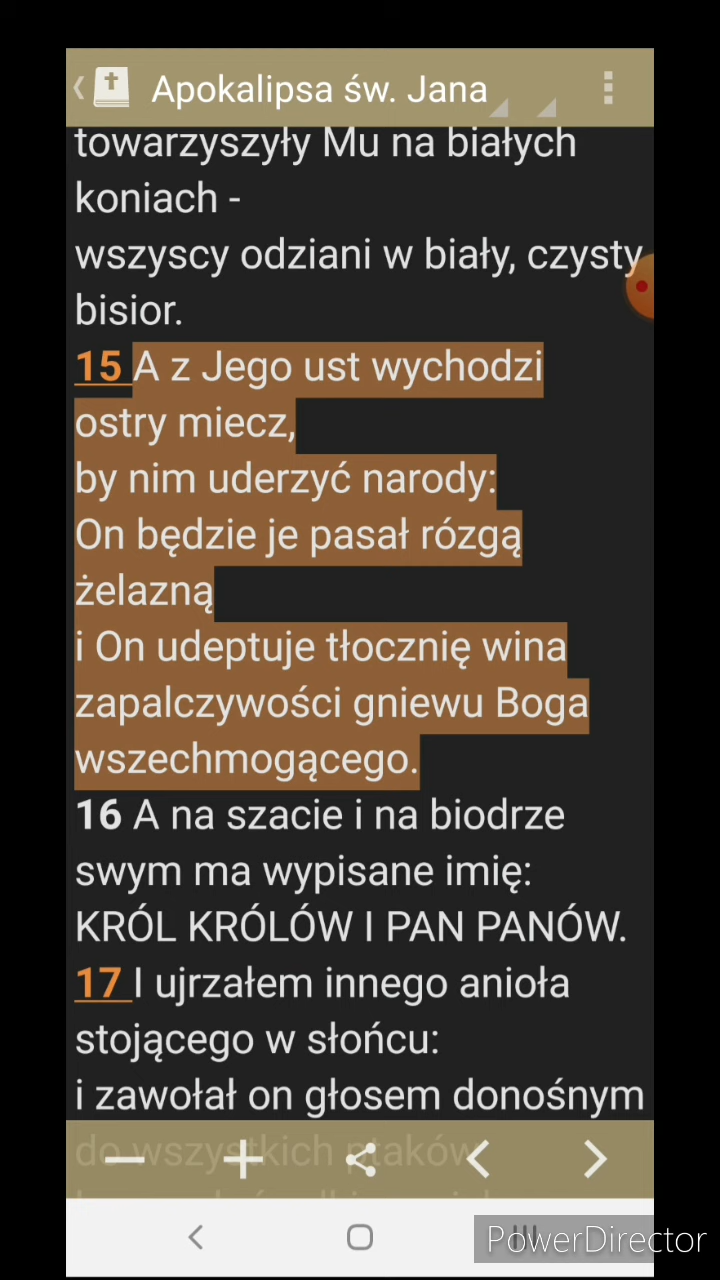 Apokalipsa św. Jana
towarzyszyły Mu na białych
koniach -
wszyscy odziani w biały, czysty
bisior.
15 A z Jego ust wychodzi
ostry miecz,
by nim uderzyć narody:
On będzie je pasał rózgą
żelazną
i On udeptuje tłocznię wina
zapalczywości gniewu Boga
wszechmogącego.
16 A na szacie i na biodrze
swym ma wypisane imię:
KRÓL KRÓLÓW I PAN PANÓW.
17 I ujrzałem innego anioła
stojącego w słońcu:
i zawołał on głosem donośnym
do wszystkich ptaków
PowerDirector